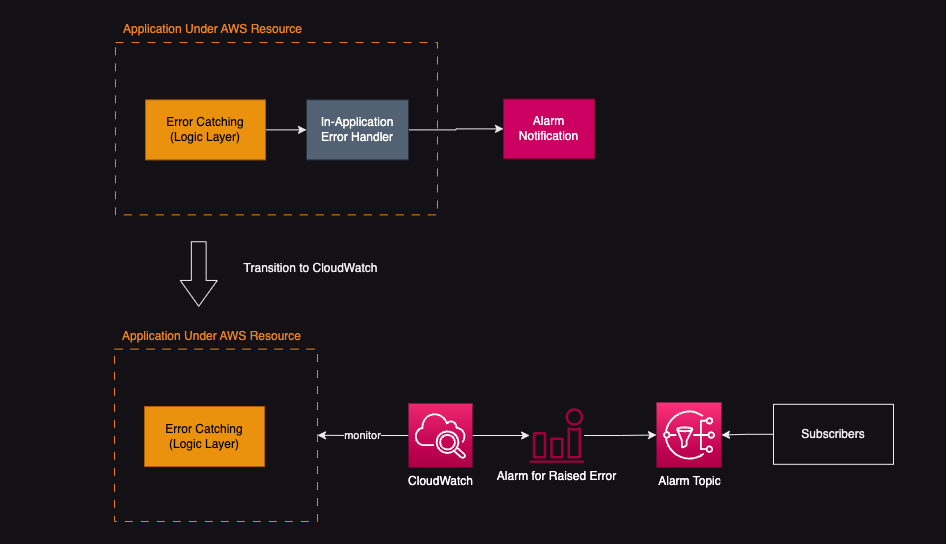 Application Under AWS Resource
Error Catching
(Logic Layer)
In-Application
Error Handler
Alarm
Notification
Transition to CloudWatch
Application Under AWS Resource
Error Catching
(Logic Layer)
monitor
CloudWatch
Alarm for Raised Error
Alarm Topic
Subscribers